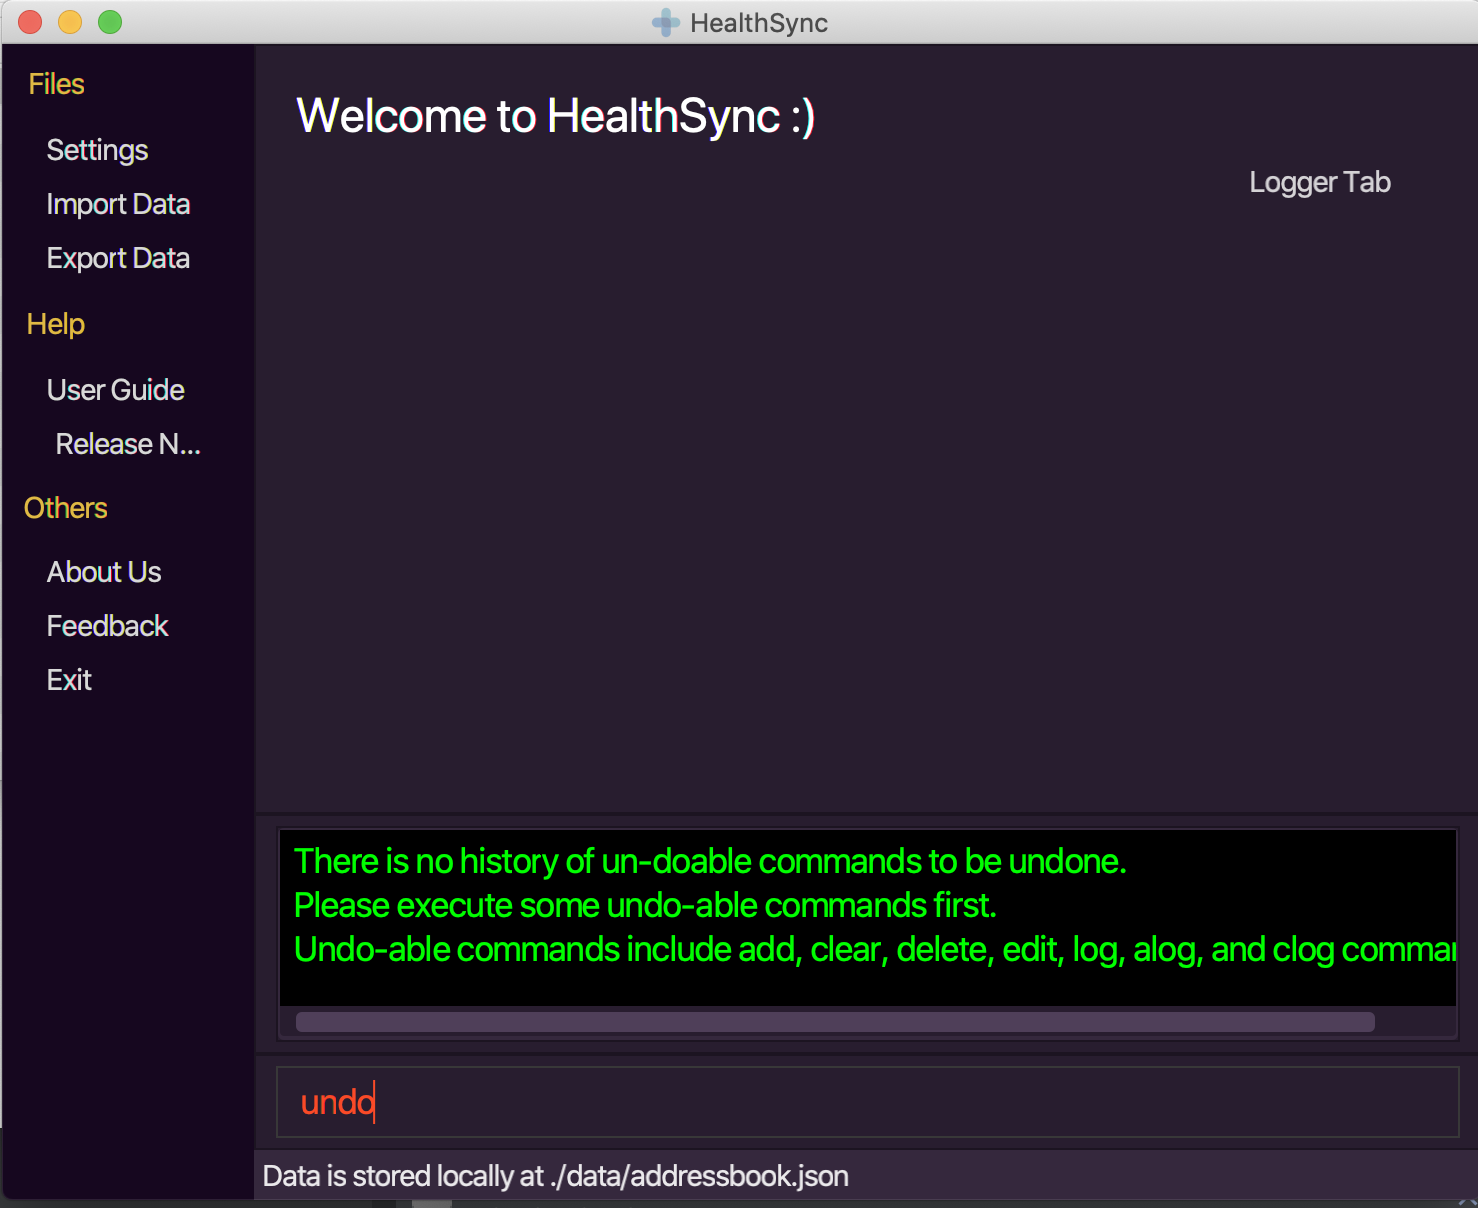 HealthSync
Files
Settings
Import Data
Export Data
Help
User Guide
Release N...
Others
About Us
Feedback
Exit
Welcome to HealthSync :)
Logger Tab
There is no history of un-doable commands to be undone.
Please execute some undo-able commands first.
Undo-able commands include add, clear, delete, edit, log, alog, and clog
undo
Data is stored locally at ./data/addressbook.json